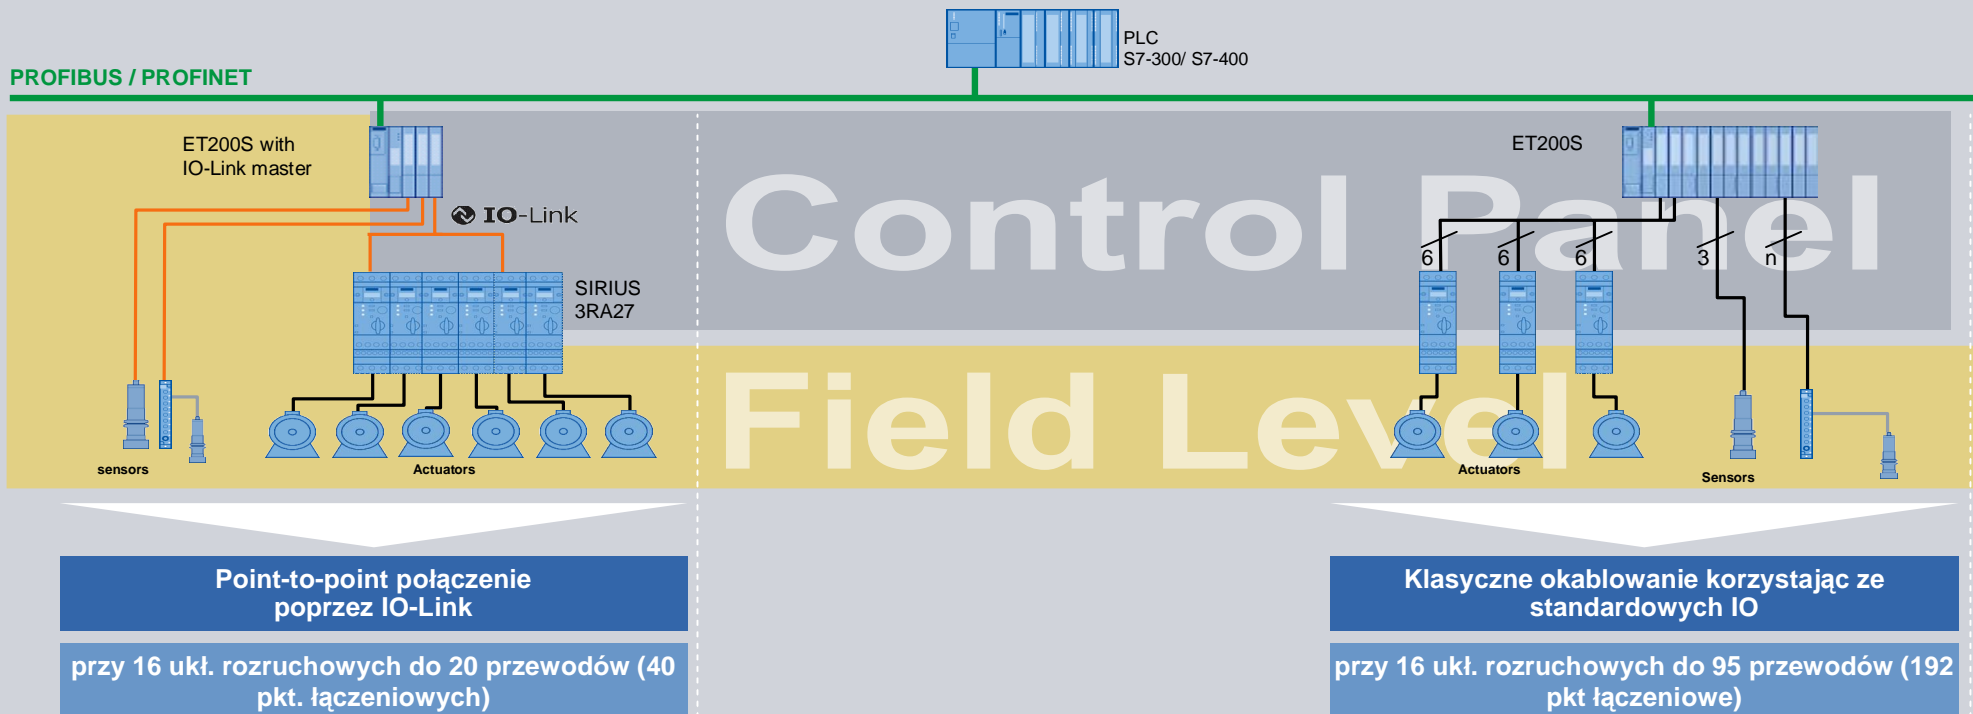 PLC
S7-300/ S7-400
PROFIBUS / PROFINET
ET200S with
IO-Link master
IO-Link
SIRIUS
3RA27
sensors
Actuators
Control Panel
Field Level
ET200S
6
6
6
3
n
Actuators
Sensors
Point-to-point połączenie
poprzez IO-Link
przy 16 ukł. rozruchowych do 20 przewodów (40
pkt. łączeniowych)
Klasyczne okablowanie korzystając ze
standardowych IO
przy 16 ukł. rozruchowych do 95 przewodów (192
pkt łączeniowe)